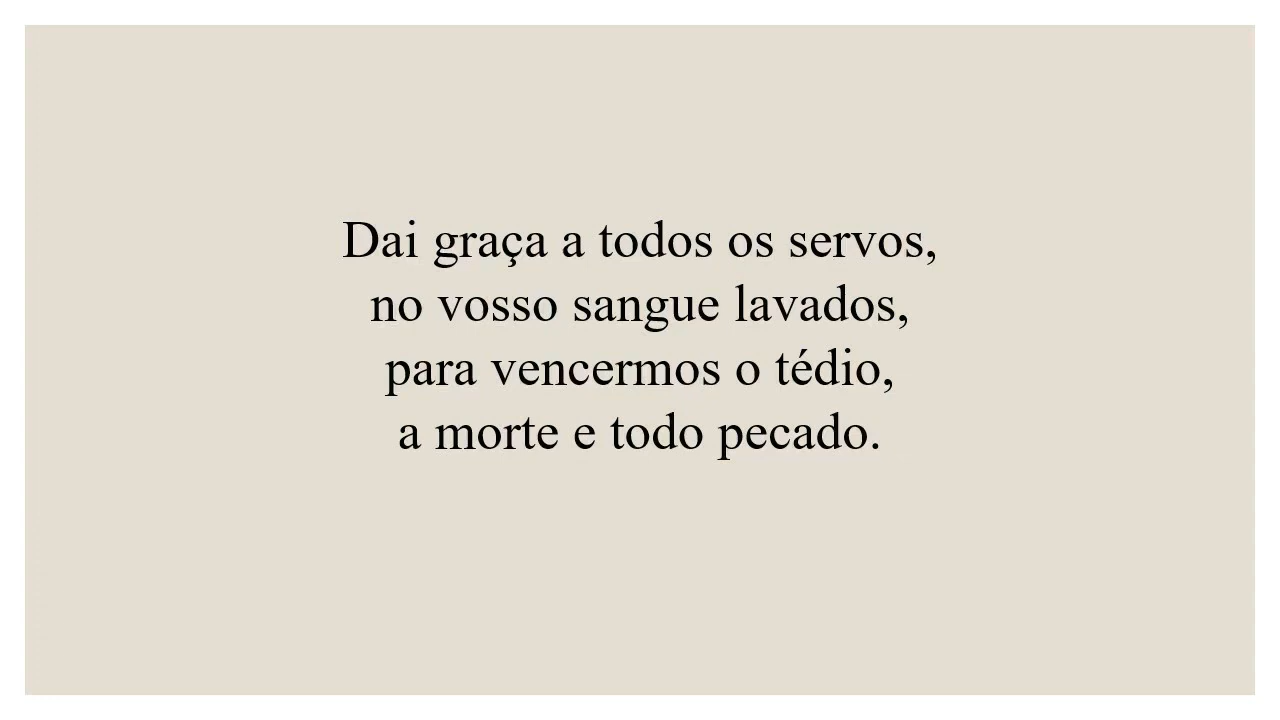 Dai graça a todos os servos,
no vosso sangue lavados,
para vencermos o tédio,
a morte e todo pecado.